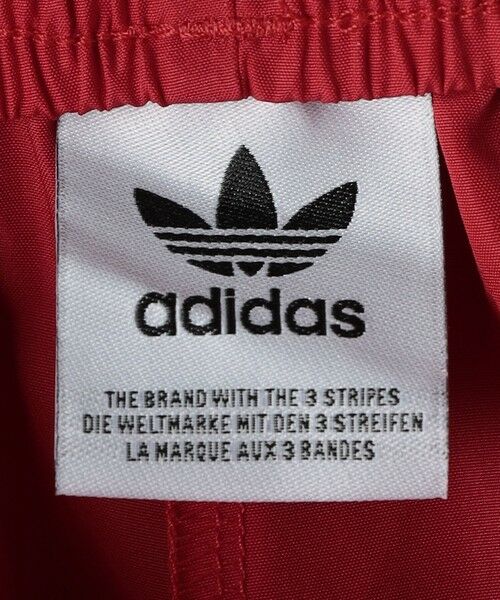 adidas
THE BRAND WITH THE 3 STRIPES
DIE WELTMARKE MIT DEN 3 STREIFEN
LA MARQUE AUX 3 BANDES